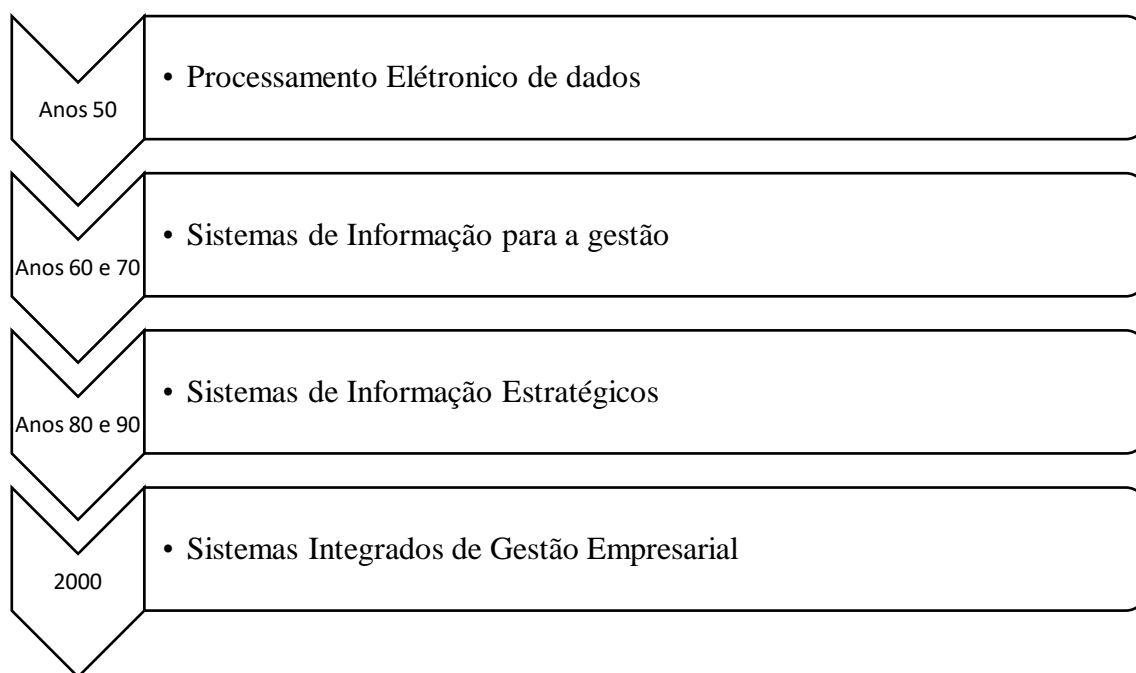 • Processamento Elétronico de dados
Anos 50
• Sistemas de Informação para a gestão
Anos 60 e 70
• Sistemas de Informação Estratégicos
Anos 80 e 90
• Sistemas Integrados de Gestão Empresarial
2000